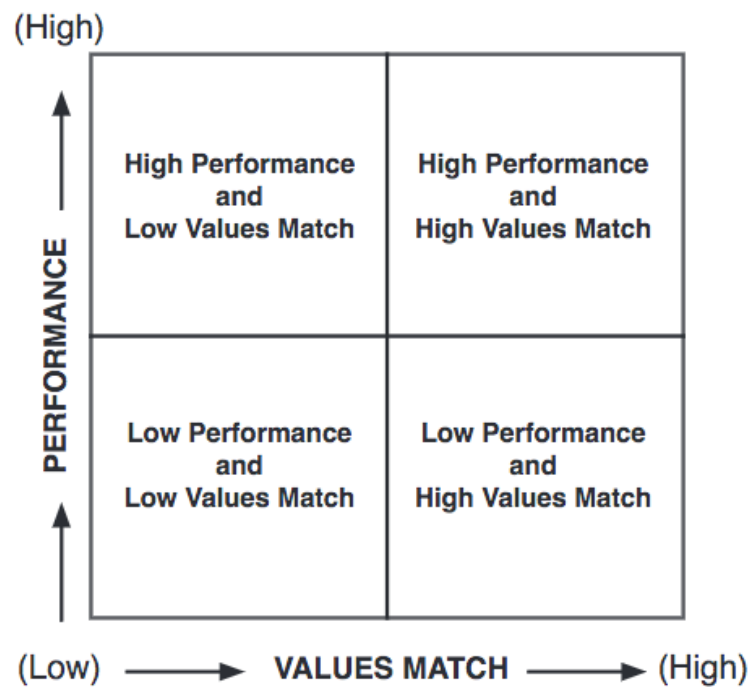 (High)
High Performance
and
Low Values Match
High Performance
and
High Values Match
PERFORMANCE
Low Performance
and
Low Values Match
Low Performance
and
High Values Match
(Low)
VALUES MATCH
(High)